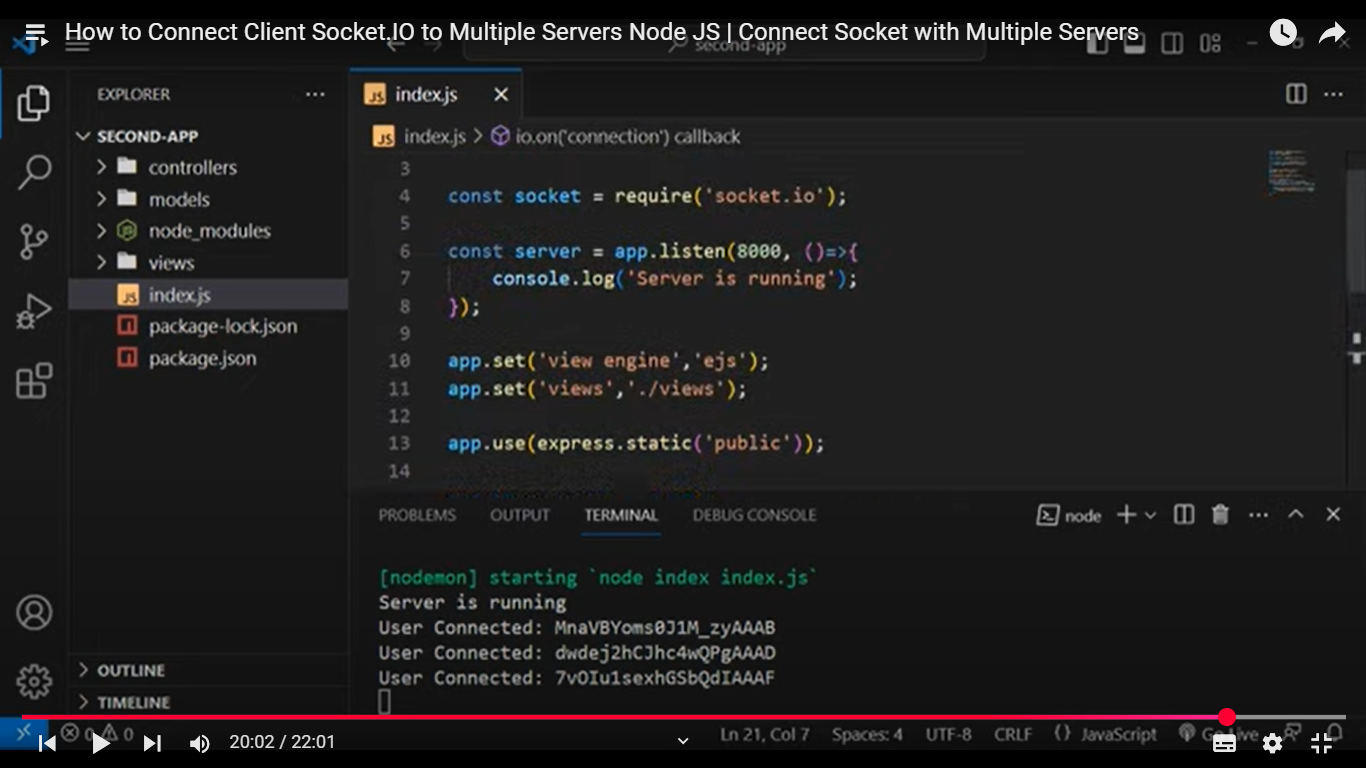 How to Connect Client Socket.IO to Multiple Servers Node JS | Connect Socket with Multiple Servers
second-app
EXPLORER
index.js
SECOND-APP
index.js > io.on('connection') callback
controllers
models
node_modules
views
index.js
package-lock.json
package.json
3
4 const socket = require('socket.io');
5
6 const server = app.listen(8000, ()=>{
7 console.log('Server is running');
8 });
9
10 app.set('view engine','ejs');
11 app.set('views','./views');
12
13 app.use(express.static('public'));
14
PROBLEMS OUTPUT TERMINAL DEBUG CONSOLE
node
[nodemon] starting `node index index.js`
Server is running
User Connected: MnaVBYoms0J1M_zyAAAB
User Connected: dwdej2hCJhc4wQPgAAAD
User Connected: 7vOIu1sexhGSbQdIAAAF
OUTLINE
TIMELINE
0 0
Ln 21, Col 7 Spaces: 4 UTF-8 CRLF {} JavaScript Go Live
20:02 / 22:01